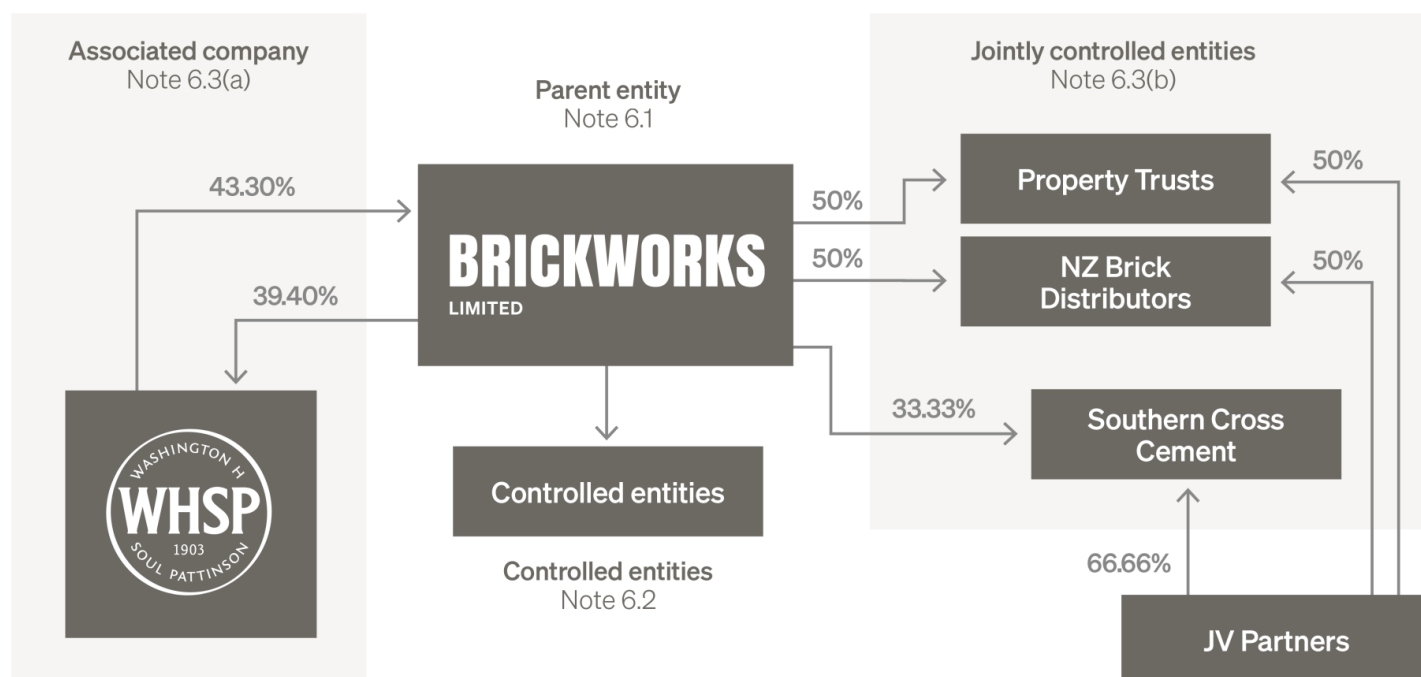 Associated company
Note 6.3(a)
43.30%
39.40%
WASHINGTON H
WHSP
1903
SOUL PATTINSON
Parent entity
Note 6.1
BRICKWORKS
LIMITED
Controlled entities
Controlled entities
Note 6.2
Jointly controlled entities
Note 6.3(b)
50%
Property Trusts
50%
50%
NZ Brick
Distributors
50%
33.33%
Southern Cross
Cement
66.66%
JV Partners